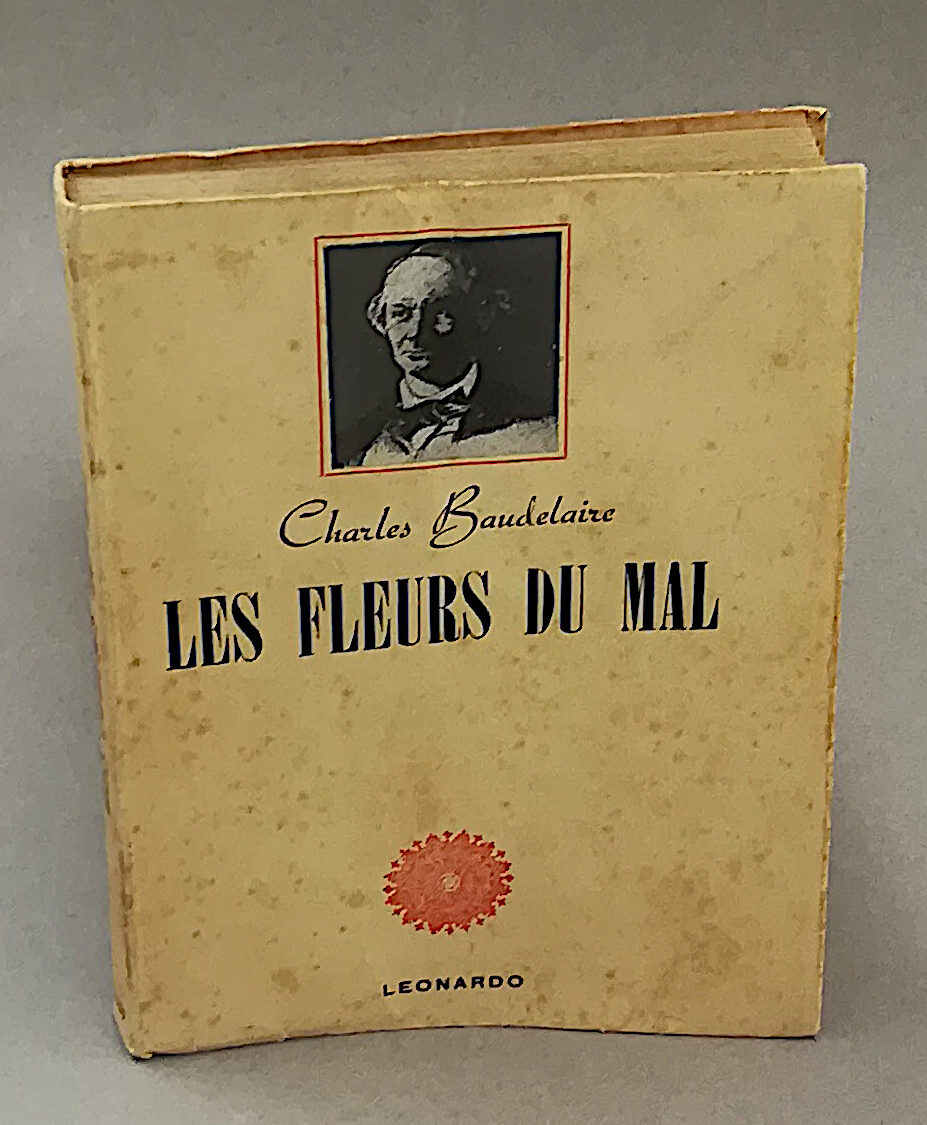 Charles Baudelaire
LES FLEURS DU MAL
LEONARDO